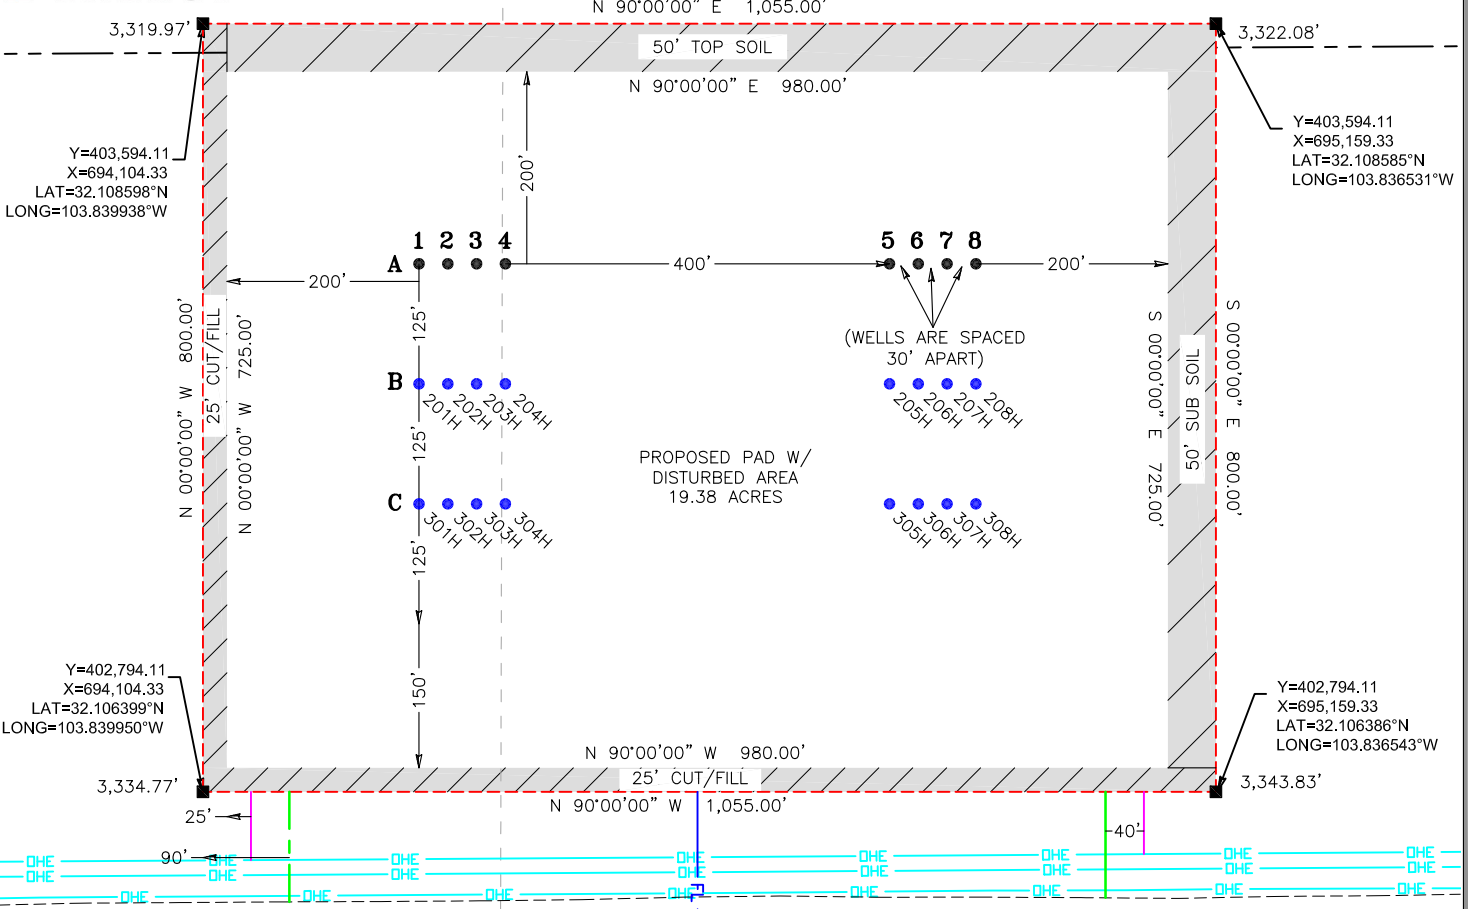 N 90°00'00" E 1,055.00'
3,319.97'
3,322.08'
50' TOP SOIL
N 90°00'00" E 980.00'
Y=403,594.11
X=694,104.33
LAT=32.108598°N
LONG=103.839938°W
Y=403,594.11
X=695,159.33
LAT=32.108585°N
LONG=103.836531°W
200'
1 2 3 4
5 6 7 8
A
200'
400'
200'
125'
(WELLS ARE SPACED
30' APART)
N 00°00'00" W 800.00'
25' CUT/FILL
N 00°00'00" W 725.00'
S 00°00'00" E 725.00'
50' SUB SOIL
S 00°00'00" E 800.00'
B
201H
202H
203H
204H
205H
206H
207H
208H
125'
PROPOSED PAD W/
DISTURBED AREA
19.38 ACRES
C
301H
302H
303H
304H
305H
306H
307H
308H
125'
150'
Y=402,794.11
X=694,104.33
LAT=32.106399°N
LONG=103.839950°W
Y=402,794.11
X=695,159.33
LAT=32.106386°N
LONG=103.836543°W
N 90°00'00" W 980.00'
25' CUT/FILL
3,334.77'
3,343.83'
N 90°00'00" W 1,055.00'
25'
40'
90'
OHE OHE OHE OHE OHE OHE OHE OHE
OHE OHE OHE OHE OHE OHE OHE OHE
OHE OHE OHE OHE OHE OHE OHE OHE
FL